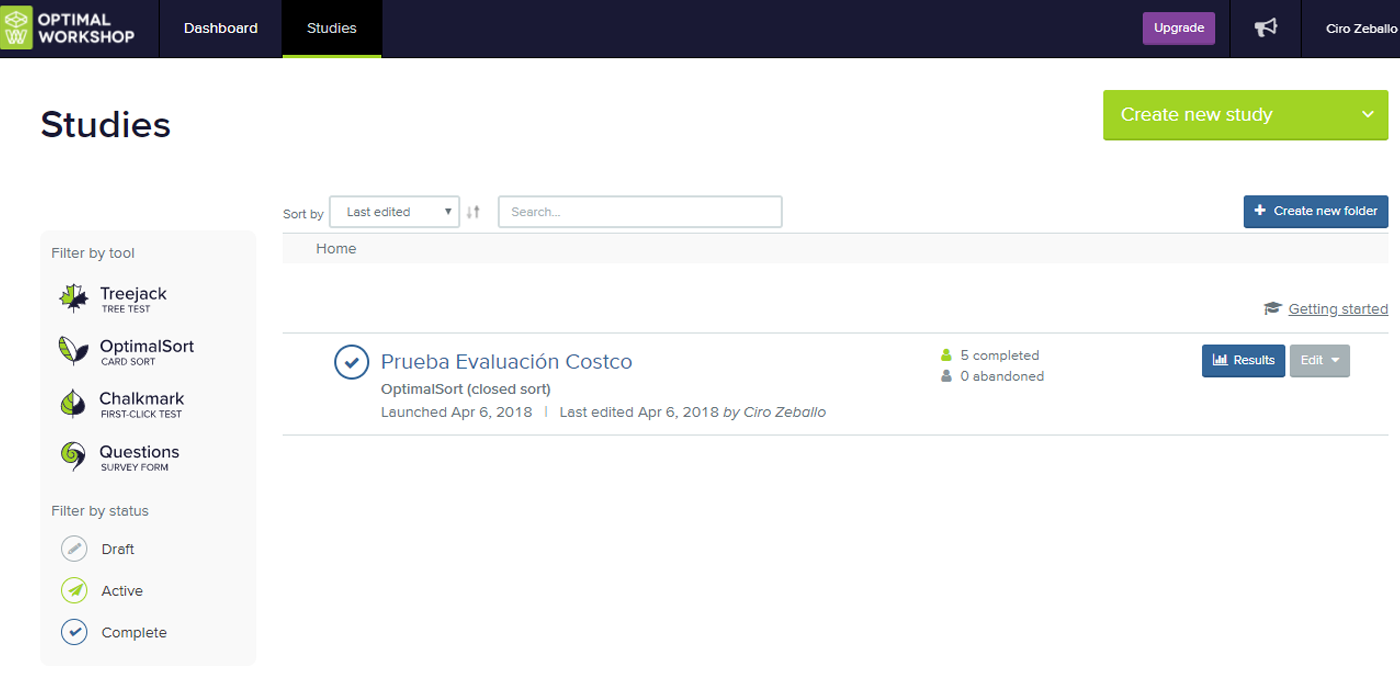 OPTIMAL
WORKSHOP
Dashboard
Studies
Upgrade
Ciro Zeballo
Studies
Create new study
Sort by
Last edited
Search...
Create new folder
Home
Filter by tool
Treejack
TREE TEST
OptimalSort
CARD SORT
Chalkmark
FIRST-CLICK TEST
Questions
SURVEY FORM
Filter by status
Draft
Active
Complete
Getting started
Prueba Evaluación Costco
OptimalSort (closed sort)
Launched Apr 6, 2018 | Last edited Apr 6, 2018 by Ciro Zeballo
5 completed
0 abandoned
Results
Edit